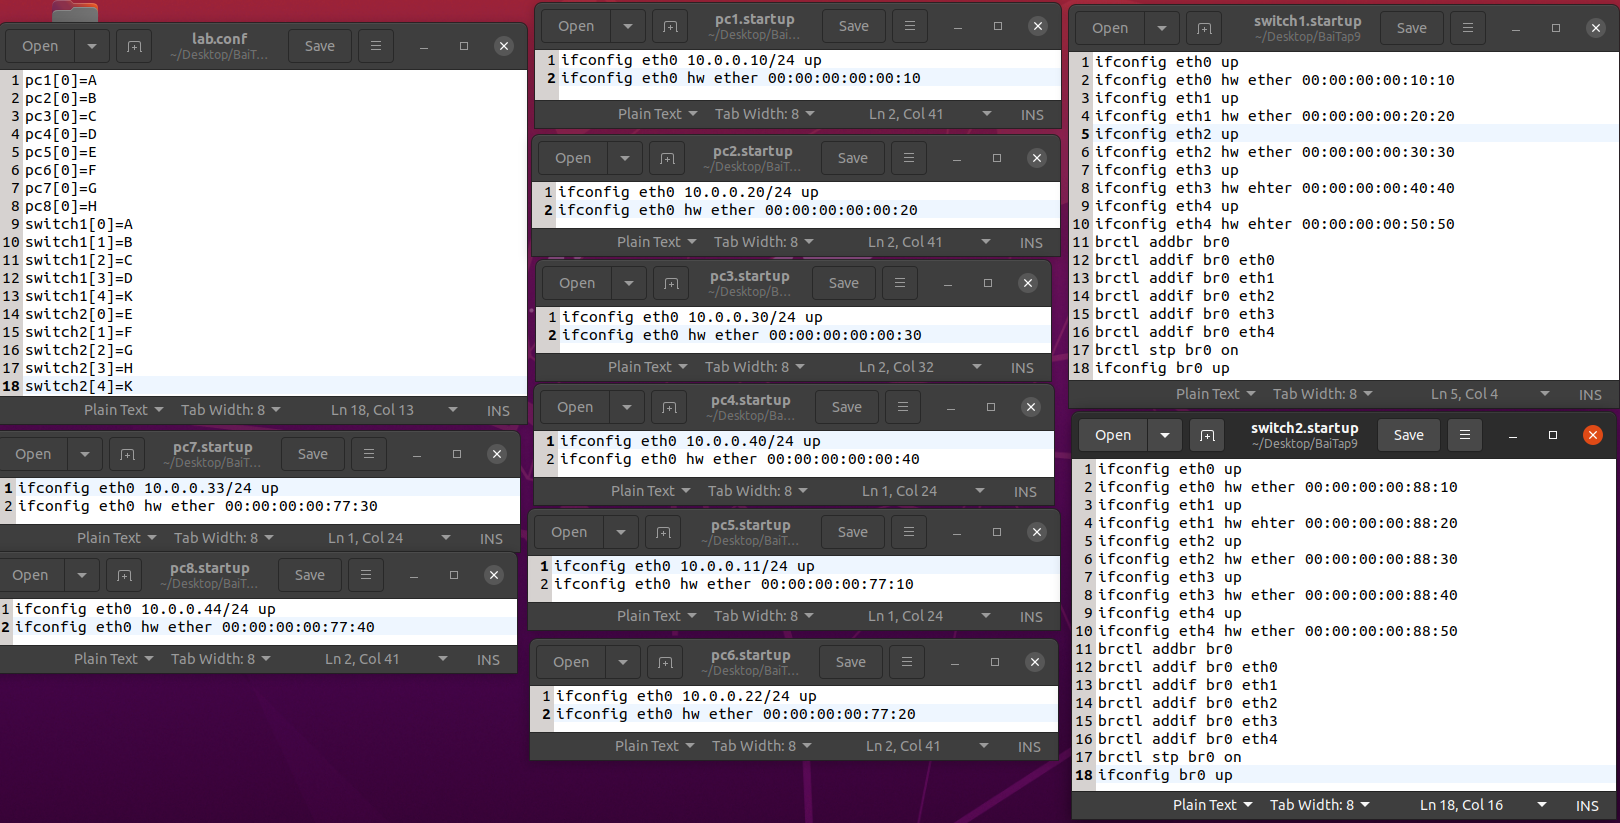 Open
lab.conf
~/Desktop/BaiT...
Save
1 pc1[0]=A
2 pc2[0]=B
3 pc3[0]=C
4 pc4[0]=D
5 pc5[0]=E
6 pc6[0]=F
7 pc7[0]=G
8 pc8[0]=H
9 switch1[0]=A
10 switch1[1]=B
11 switch1[2]=C
12 switch1[3]=D
13 switch1[4]=K
14 switch2[0]=E
15 switch2[1]=F
16 switch2[2]=G
17 switch2[3]=H
18 switch2[4]=K
Plain Text Tab Width: 8 Ln 18, Col 13 INS
Open
pc7.startup
~/Desktop/BaiT...
Save
1 ifconfig eth0 10.0.0.33/24 up
2 ifconfig eth0 hw ether 00:00:00:00:77:30
Plain Text Tab Width: 8 Ln 1, Col 24 INS
Open
pc8.startup
~/Desktop/BaiT...
Save
1 ifconfig eth0 10.0.0.44/24 up
2 ifconfig eth0 hw ether 00:00:00:00:77:40
Plain Text Tab Width: 8 Ln 2, Col 41 INS
Open
pc1.startup
~/Desktop/Bai...
Save
1 ifconfig eth0 10.0.0.10/24 up
2 ifconfig eth0 hw ether 00:00:00:00:00:10
Plain Text Tab Width: 8 Ln 2, Col 41 INS
Open
pc2.startup
~/Desktop/BaiT...
Save
1 ifconfig eth0 10.0.0.20/24 up
2 ifconfig eth0 hw ether 00:00:00:00:00:20
Plain Text Tab Width: 8 Ln 2, Col 41 INS
Open
pc3.startup
~/Desktop/B...
Save
1 ifconfig eth0 10.0.0.30/24 up
2 ifconfig eth0 hw ether 00:00:00:00:00:30
Plain Text Tab Width: 8 Ln 2, Col 32 INS
Open
pc4.startup
~/Desktop/Ba...
Save
1 ifconfig eth0 10.0.0.40/24 up
2 ifconfig eth0 hw ether 00:00:00:00:00:40
Plain Text Tab Width: 8 Ln 1, Col 24 INS
Open
pc5.startup
~/Desktop/BaiT...
Save
1 ifconfig eth0 10.0.0.11/24 up
2 ifconfig eth0 hw ether 00:00:00:00:77:10
Plain Text Tab Width: 8 Ln 1, Col 24 INS
Open
pc6.startup
~/Desktop/BaiT...
Save
1 ifconfig eth0 10.0.0.22/24 up
2 ifconfig eth0 hw ether 00:00:00:00:77:20
Plain Text Tab Width: 8 Ln 2, Col 41 INS
Open
switch1.startup
~/Desktop/BaiTap9
Save
1 ifconfig eth0 up
2 ifconfig eth0 hw ether 00:00:00:00:10:10
3 ifconfig eth1 up
4 ifconfig eth1 hw ether 00:00:00:00:20:20
5 ifconfig eth2 up
6 ifconfig eth2 hw ether 00:00:00:00:30:30
7 ifconfig eth3 up
8 ifconfig eth3 hw ehter 00:00:00:00:40:40
9 ifconfig eth4 up
10 ifconfig eth4 hw ehter 00:00:00:00:50:50
11 brctl addbr br0
12 brctl addif br0 eth0
13 brctl addif br0 eth1
14 brctl addif br0 eth2
15 brctl addif br0 eth3
16 brctl addif br0 eth4
17 brctl stp br0 on
18 ifconfig br0 up
Plain Text Tab Width: 8 Ln 5, Col 4 INS
Open
switch2.startup
~/Desktop/BaiTap9
Save
1 ifconfig eth0 up
2 ifconfig eth0 hw ether 00:00:00:00:88:10
3 ifconfig eth1 up
4 ifconfig eth1 hw ehter 00:00:00:00:88:20
5 ifconfig eth2 up
6 ifconfig eth2 hw ether 00:00:00:00:88:30
7 ifconfig eth3 up
8 ifconfig eth3 hw ether 00:00:00:00:88:40
9 ifconfig eth4 up
10 ifconfig eth4 hw ether 00:00:00:00:88:50
11 brctl addbr br0
12 brctl addif br0 eth0
13 brctl addif br0 eth1
14 brctl addif br0 eth2
15 brctl addif br0 eth3
16 brctl addif br0 eth4
17 brctl stp br0 on
18 ifconfig br0 up
Plain Text Tab Width: 8 Ln 18, Col 16 INS